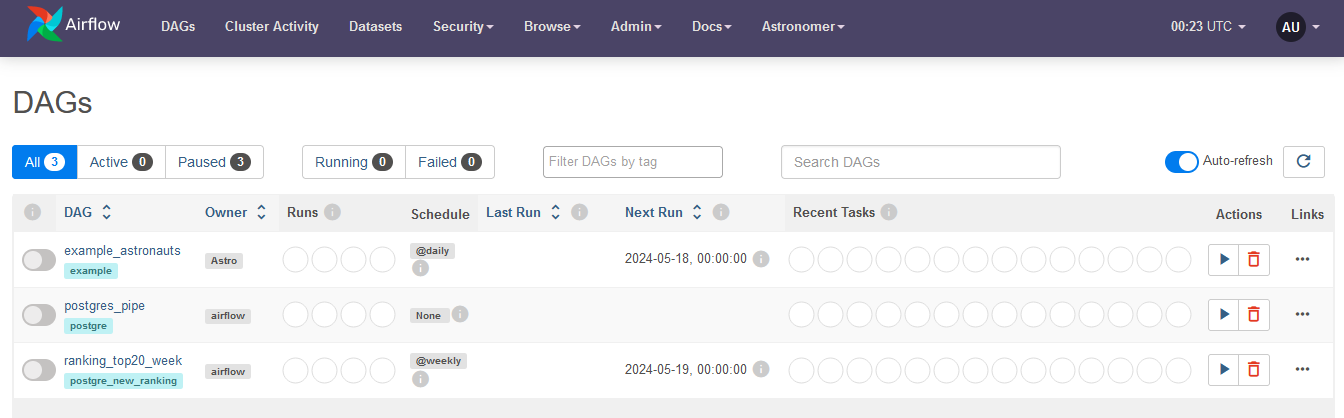 Airflow DAGs Cluster Activity Datasets Security Browse Admin Docs Astronomer 00:23 UTC AU
DAGs
All 3 Active 0 Paused 3 Running 0 Failed 0 Filter DAGs by tag Search DAGs Auto-refresh
i DAG Owner Runs i Schedule Last Run i Next Run i Recent Tasks i Actions Links
example_astronauts
example
Astro
@daily
i
2024-05-18, 00:00:00 i
postgres_pipe
postgre
airflow
None i
ranking_top20_week
postgre_new_ranking
airflow
@weekly
i
2024-05-19, 00:00:00 i